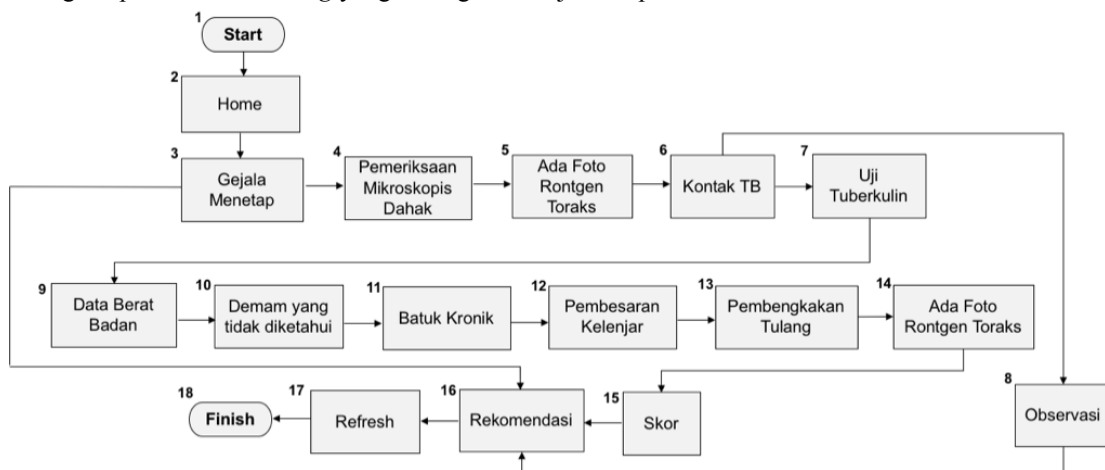 1
Start
2
Home
3
Gejala
Menetap
4
Pemeriksaan
Mikroskopis
Dahak
5
Ada Foto
Rontgen
Toraks
6
Kontak TB
7
Uji
Tuberkulin
9
Data Berat
Badan
10
Demam yang
tidak diketahui
11
Batuk Kronik
12
Pembesaran
Kelenjar
13
Pembengkakan
Tulang
14
Ada Foto
Rontgen Toraks
8
Observasi
15
Skor
16
Rekomendasi
17
Refresh
18
Finish